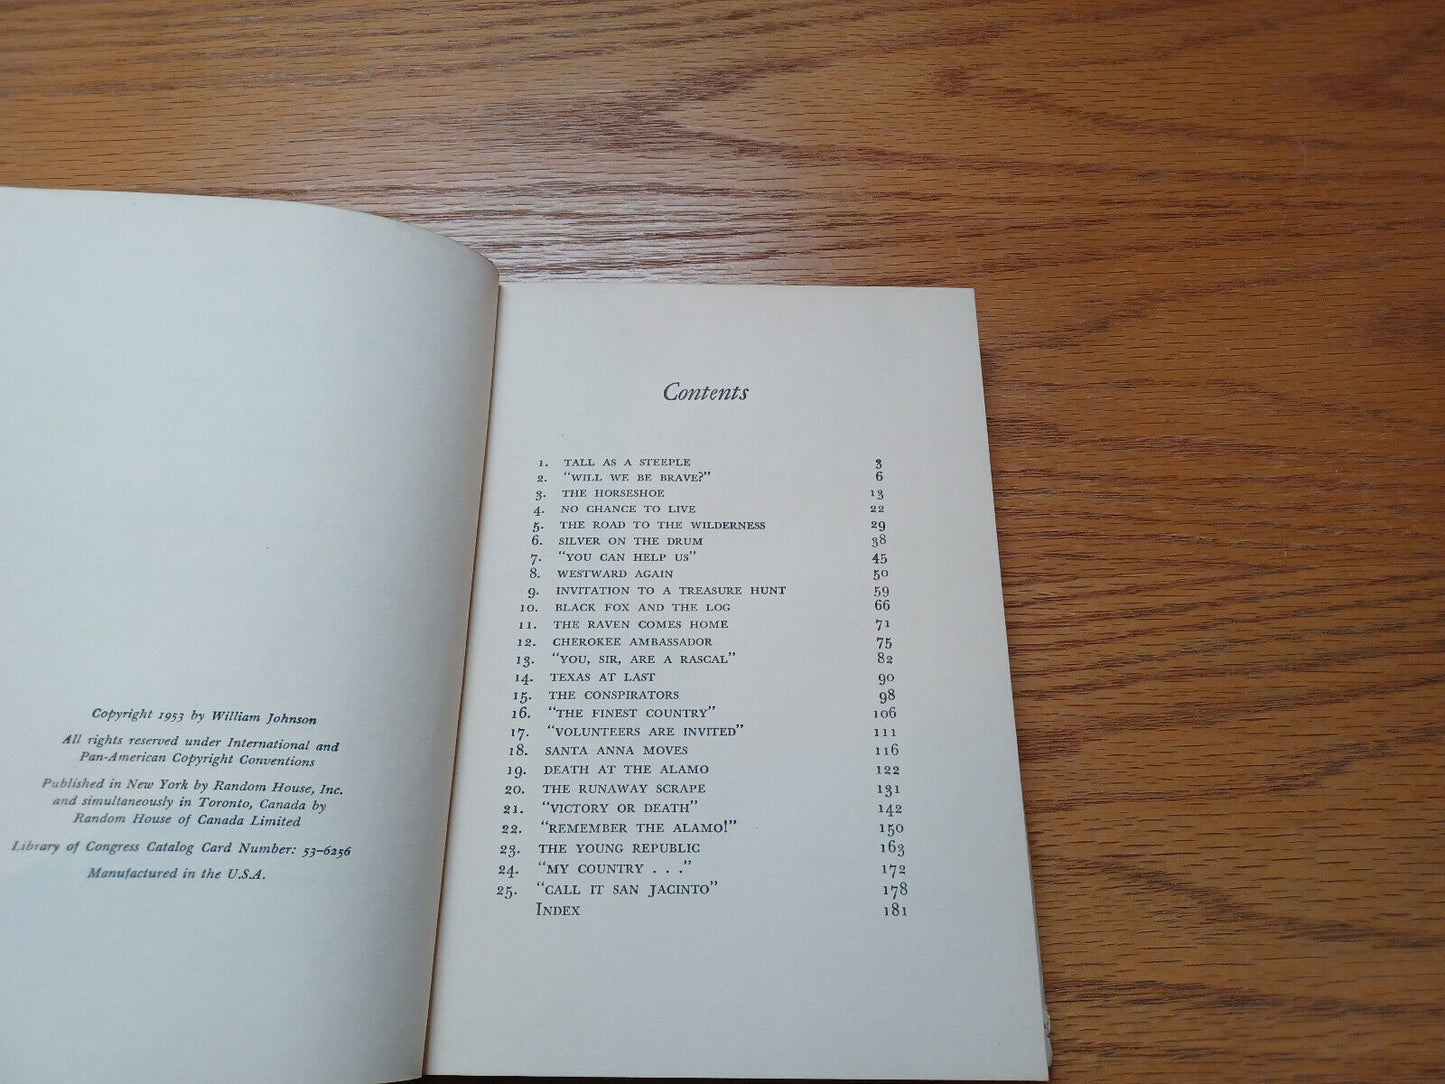 Copyright 1953 by William Johnson
All rights reserved under International and
Pan-American Copyright Conventions
Published in New York by Random House, Inc.
and simultaneously in Toronto, Canada by
Random House of Canada Limited
Library of Congress Catalog Card Number: 53-6256
Manufactured in the U.S.A.
Contents
1. TALL AS A STEEPLE 3
2. "WILL WE BE BRAVE?" 6
3. THE HORSESHOE 13
4. NO CHANCE TO LIVE 22
5. THE ROAD TO THE WILDERNESS 29
6. SILVER ON THE DRUM 38
7. "YOU CAN HELP US" 45
8. WESTWARD AGAIN 50
9. INVITATION TO A TREASURE HUNT 59
10. BLACK FOX AND THE LOG 66
11. THE RAVEN COMES HOME 71
12. CHEROKEE AMBASSADOR 75
13. "YOU, SIR, ARE A RASCAL" 82
14. TEXAS AT LAST 90
15. THE CONSPIRATORS 98
16. "THE FINEST COUNTRY" 106
17. "VOLUNTEERS ARE INVITED" 111
18. SANTA ANNA MOVES 116
19. DEATH AT THE ALAMO 122
20. THE RUNAWAY SCRAPE 131
21. "VICTORY OR DEATH" 142
22. "REMEMBER THE ALAMO!" 150
23. THE YOUNG REPUBLIC 163
24. "MY COUNTRY . . ." 172
25. "CALL IT SAN JACINTO" 178
INDEX 181